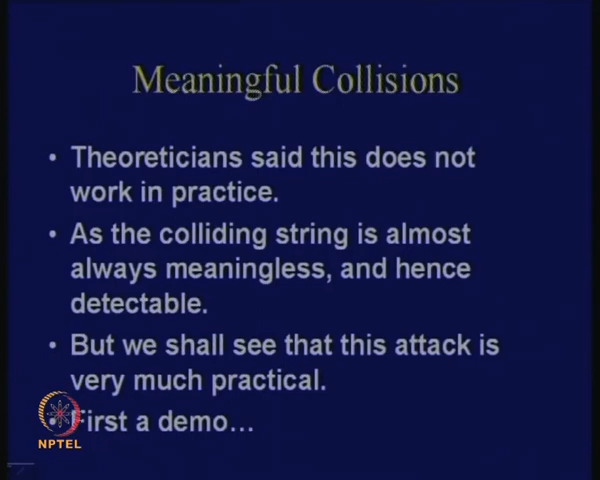 Meaningful Collisions
• Theoreticians said this does not
work in practice.
• As the colliding string is almost
always meaningless, and hence
detectable.
• But we shall see that this attack is
very much practical.
• First a demo...
NPTEL